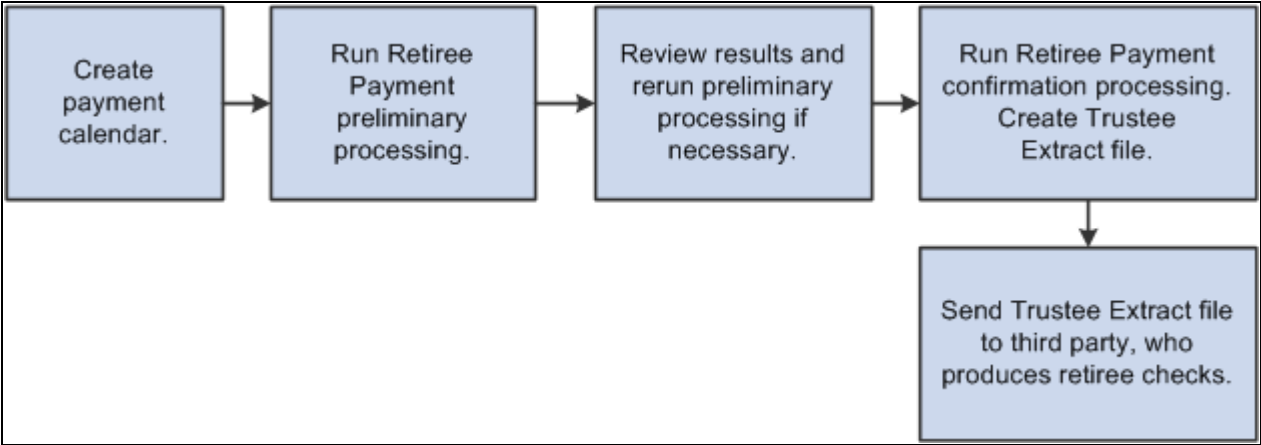 Create
payment
calendar.
Run Retiree
Payment
preliminary
processing.
Review results and
rerun preliminary
processing if
necessary.
Run Retiree Payment
confirmation processing.
Create Trustee
Extract file.
Send Trustee Extract file
to third party, who
produces retiree checks.